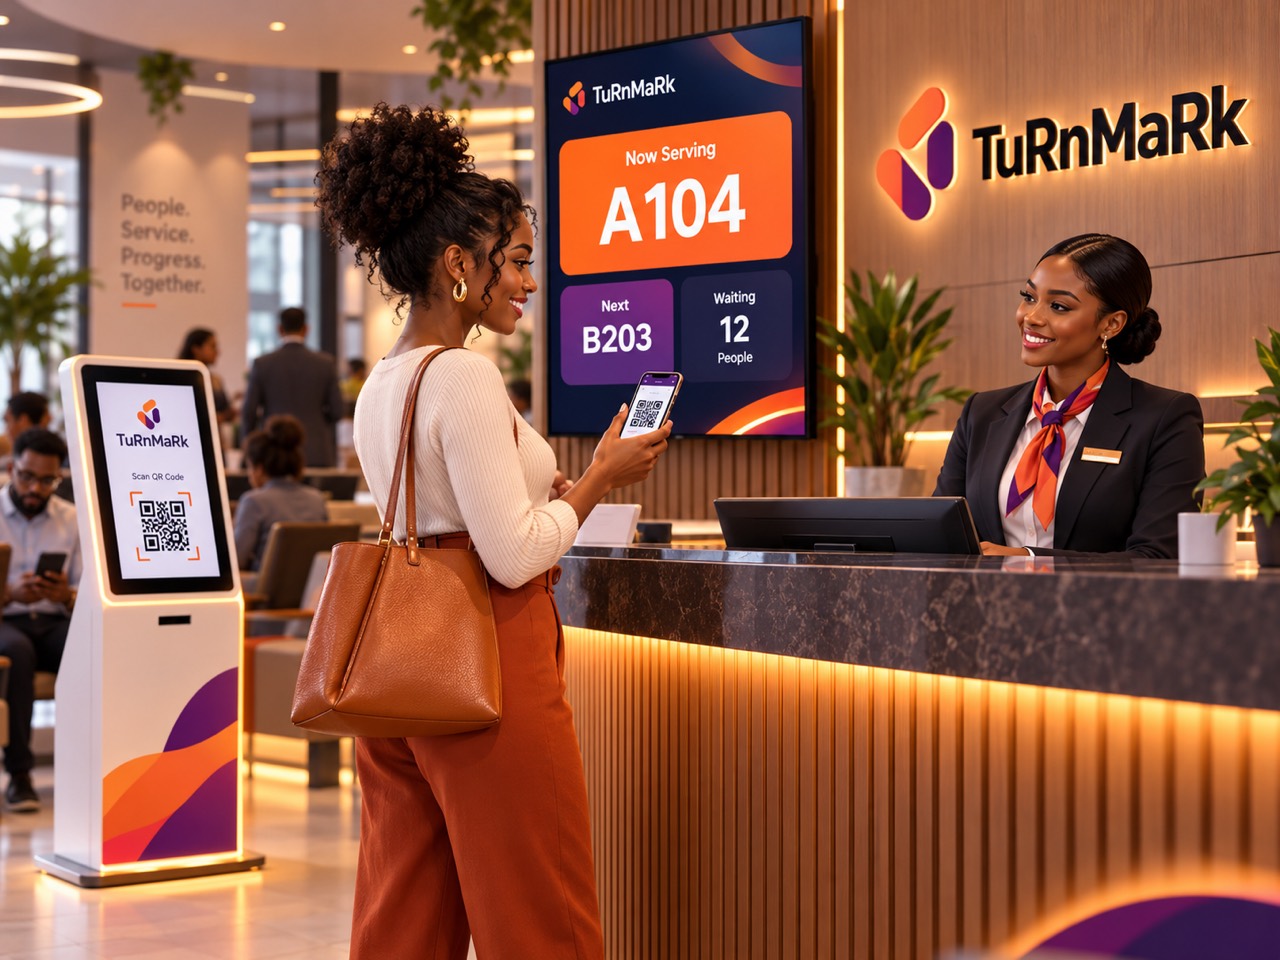 People.
Service.
Progress.
Together.
TuRnMaRk
Scan QR Code
TuRnMaRk
Now Serving
A104
Next
B203
Waiting
12
People
TuRnMaRk